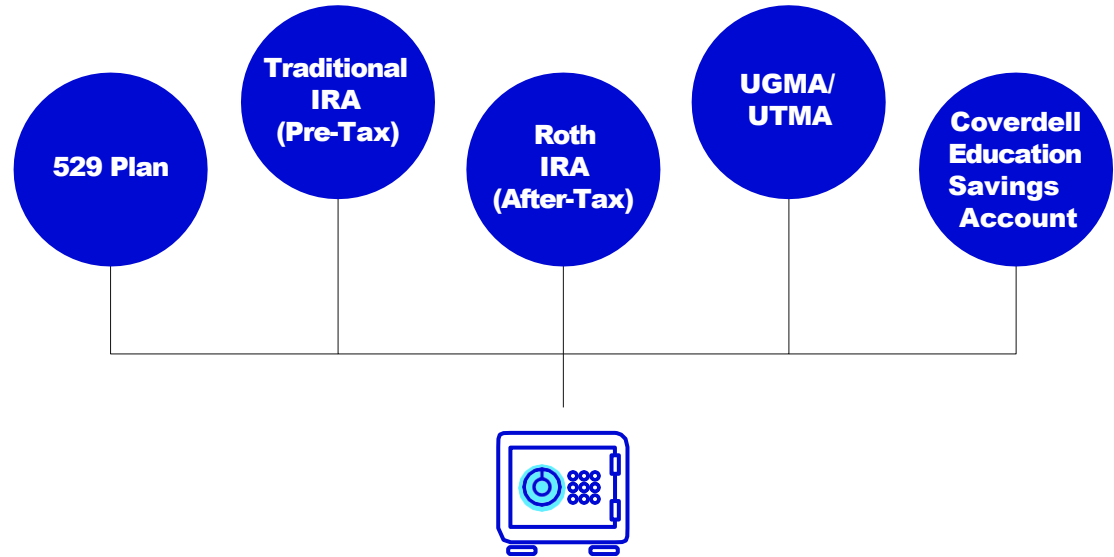 529 Plan
Traditional
IRA
(Pre-Tax)
Roth
IRA
(After-Tax)
UGMA/
UTMA
Coverdell
Education
Savings
Account